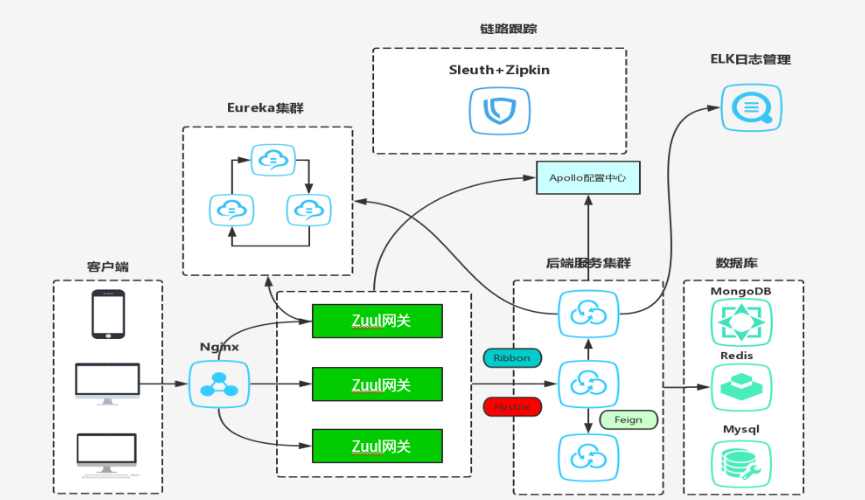 链路跟踪
Sleuth+Zipkin
ELK日志管理
Eureka集群
Apollo配置中心
客户端
后端服务集群
数据库
MongoDB
Zuul网关
Nginx
Ribbon
Redis
Zuul网关
Hystrix
Feign
Mysql
Zuul网关